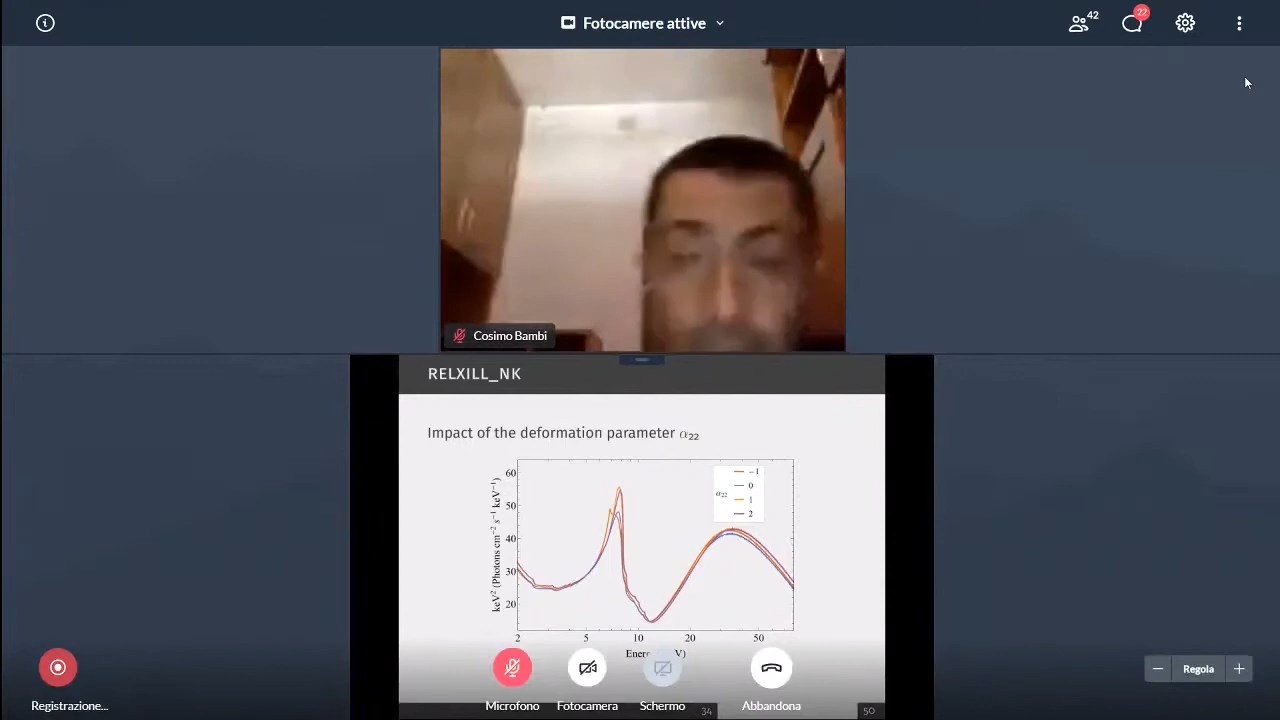 Fotocamere attive
42
22
Cosimo Bambi
RELXILL_NK
Impact of the deformation parameter α₂₂
keV² (Photons cm⁻² s⁻¹ keV⁻¹)
60
50
40
30
20
α₂₂
−1
0
1
2
2
5
10
20
50
V)
Registrazione...
Microfono
Fotocamera
Schermo
Abbandona
34
50
Regola